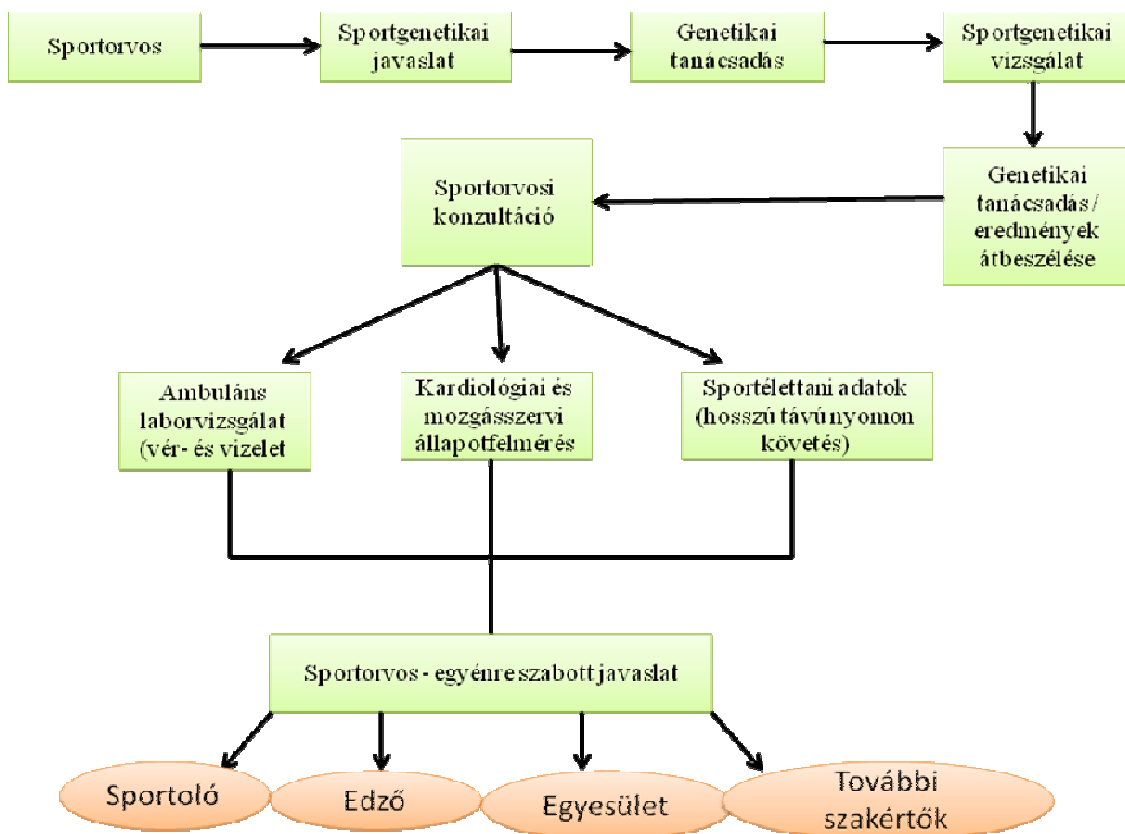 Sportorvos
Sportgenetikai
javaslat
Genetikai
tanácsadás
Sportgenetikai
vizsgálat
Genetikai
tanácsadás /
eredmények
átbeszélése
Sportorvosi
konzultáció
Ambuláns
laborvizsgálat
(vér- és vizelet
Kardiológiai és
mozgásszervi
állapotfelmérés
Sportélettani adatok
(hosszú távú nyomon
követés)
Sportorvos - egyénre szabott javaslat
Sportoló
Edző
Egyesület
További
szakértők